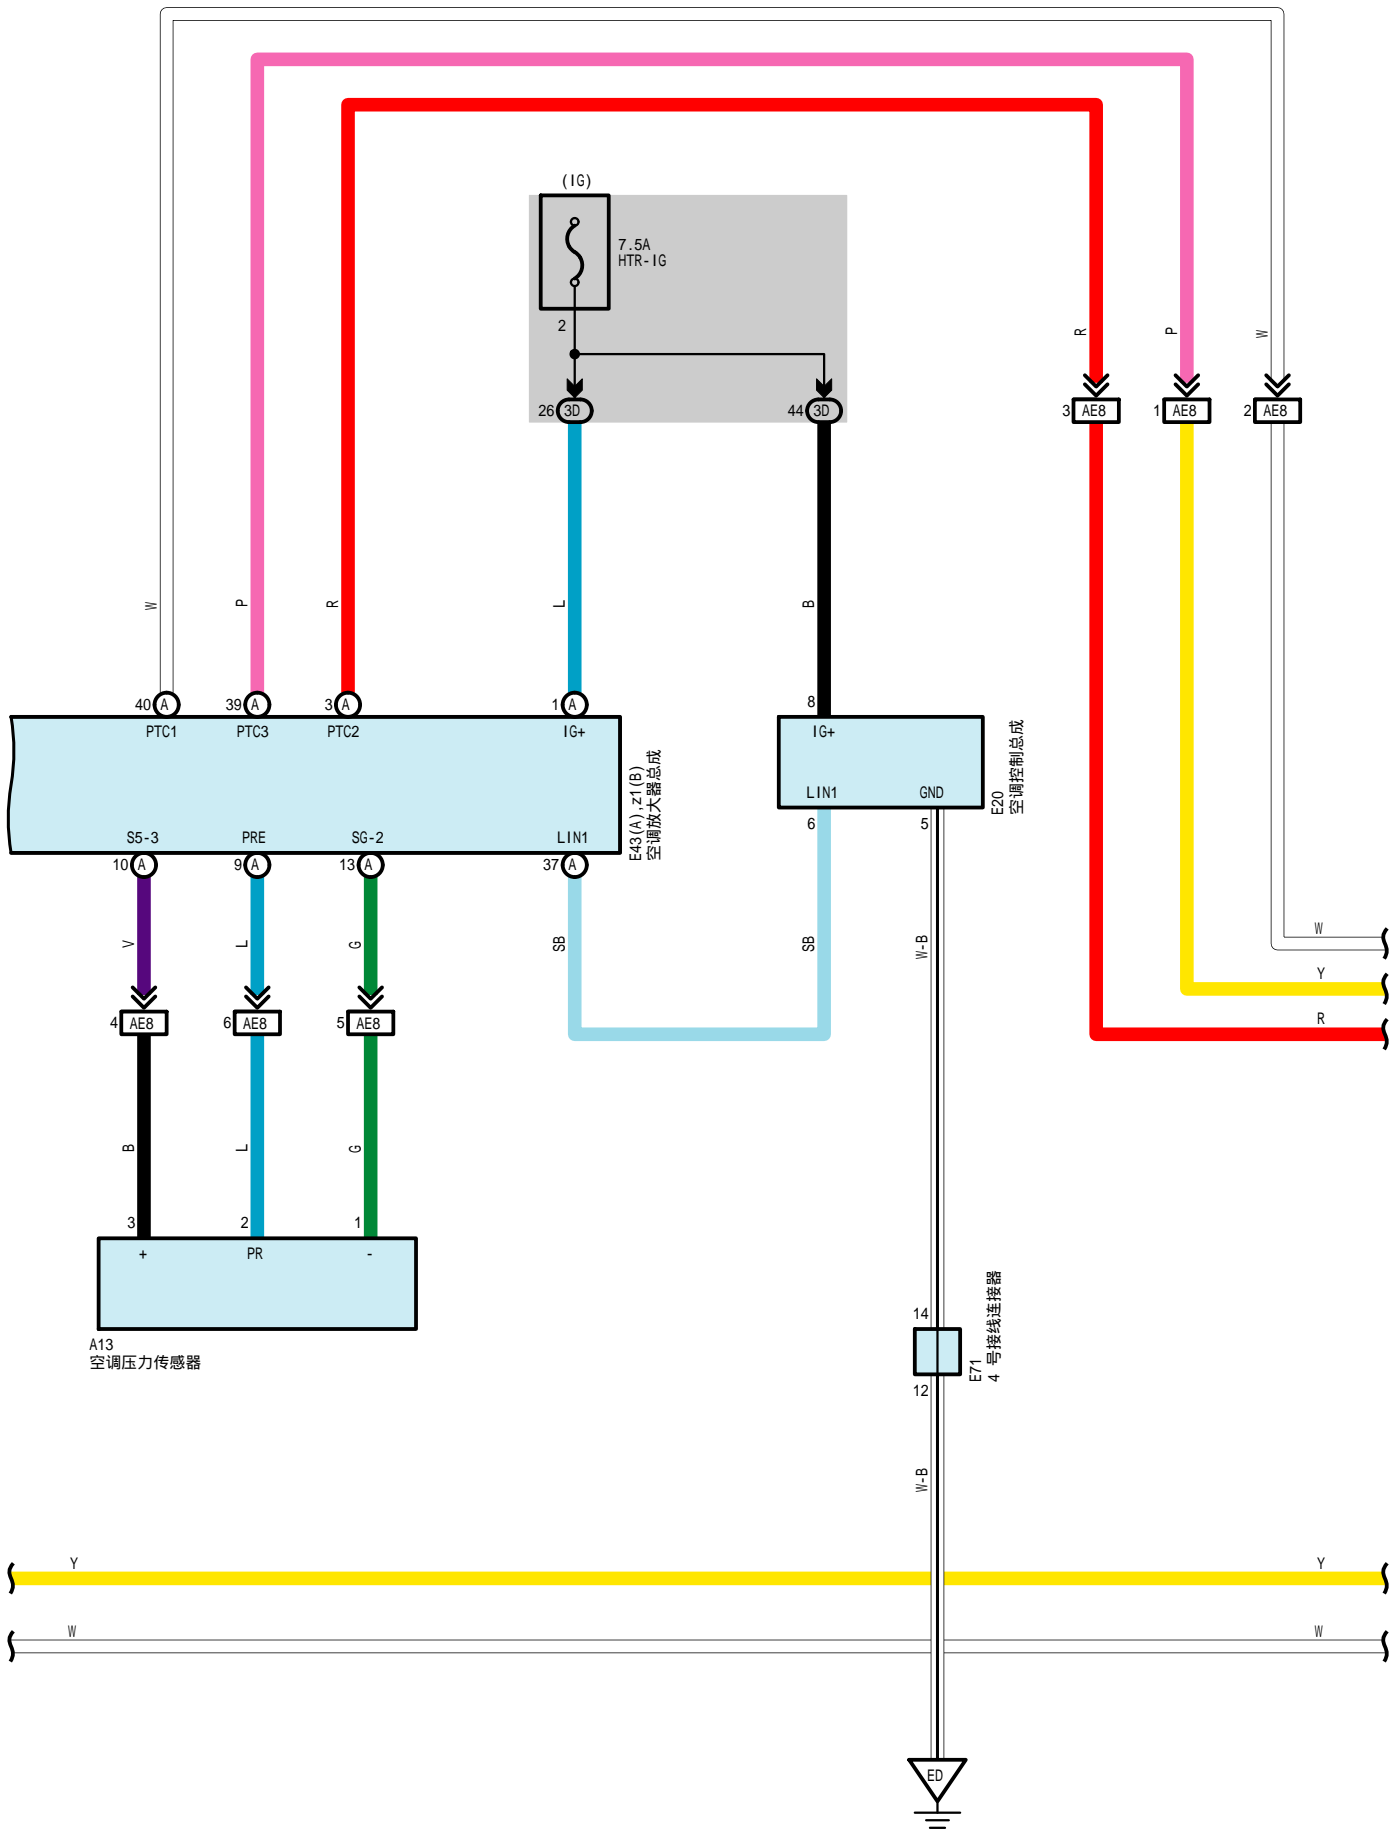 (IG)
7.5A
HTR-IG
2
26 3D
44 3D
R
P
W
3 AE8
1 AE8
2 AE8
W
P
R
L
B
40 A
39 A
3 A
1 A
8
PTC1
PTC3
PTC2
IG+
IG+
E43(A),z1(B)
空调放大器总成
E20
空调控制总成
LIN1
GND
S5-3
PRE
SG-2
LIN1
6
5
10 A
9 A
13 A
37 A
V
L
G
SB
SB
W-B
W
Y
R
4 AE8
6 AE8
5 AE8
B
L
G
3
2
1
+
PR
-
A13
空调压力传感器
14
E71
4 号接线连接器
12
W-B
Y
Y
W
W
ED